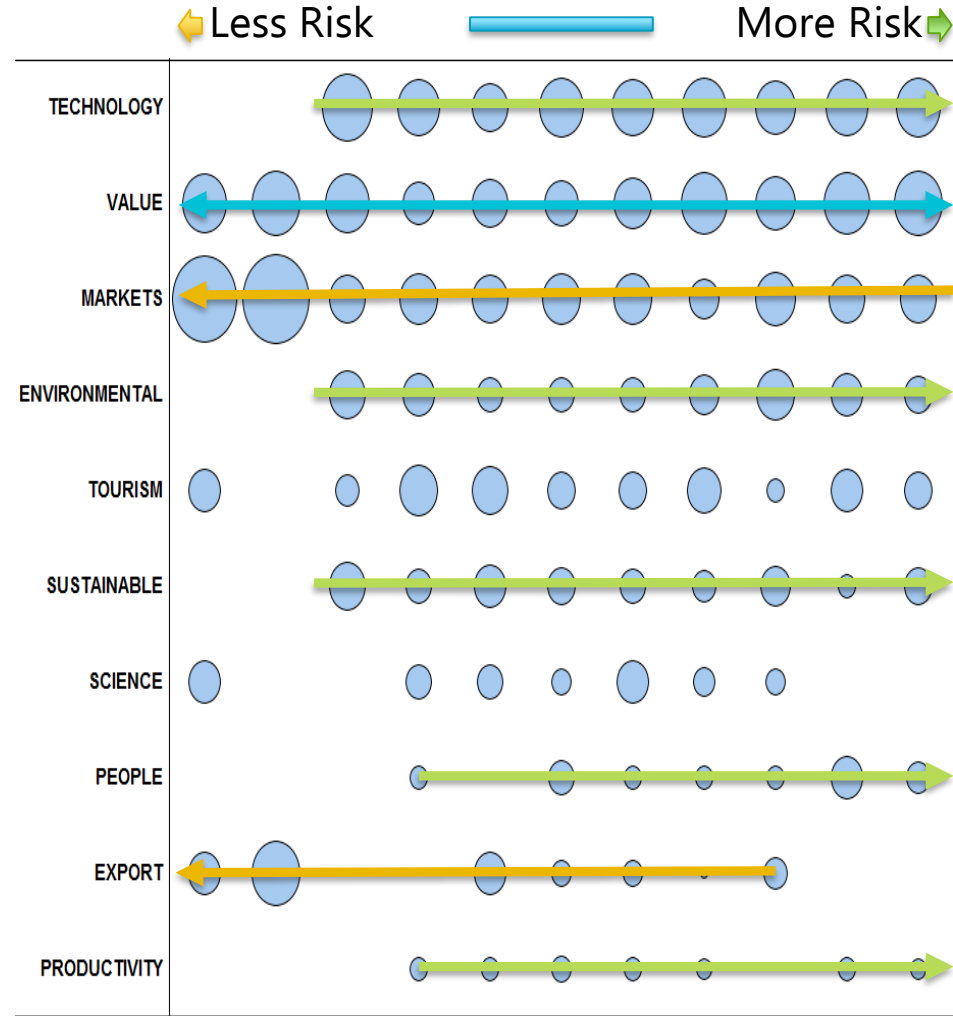 Less Risk More Risk
TECHNOLOGY
VALUE
MARKETS
ENVIRONMENTAL
TOURISM
SUSTAINABLE
SCIENCE
PEOPLE
EXPORT
PRODUCTIVITY